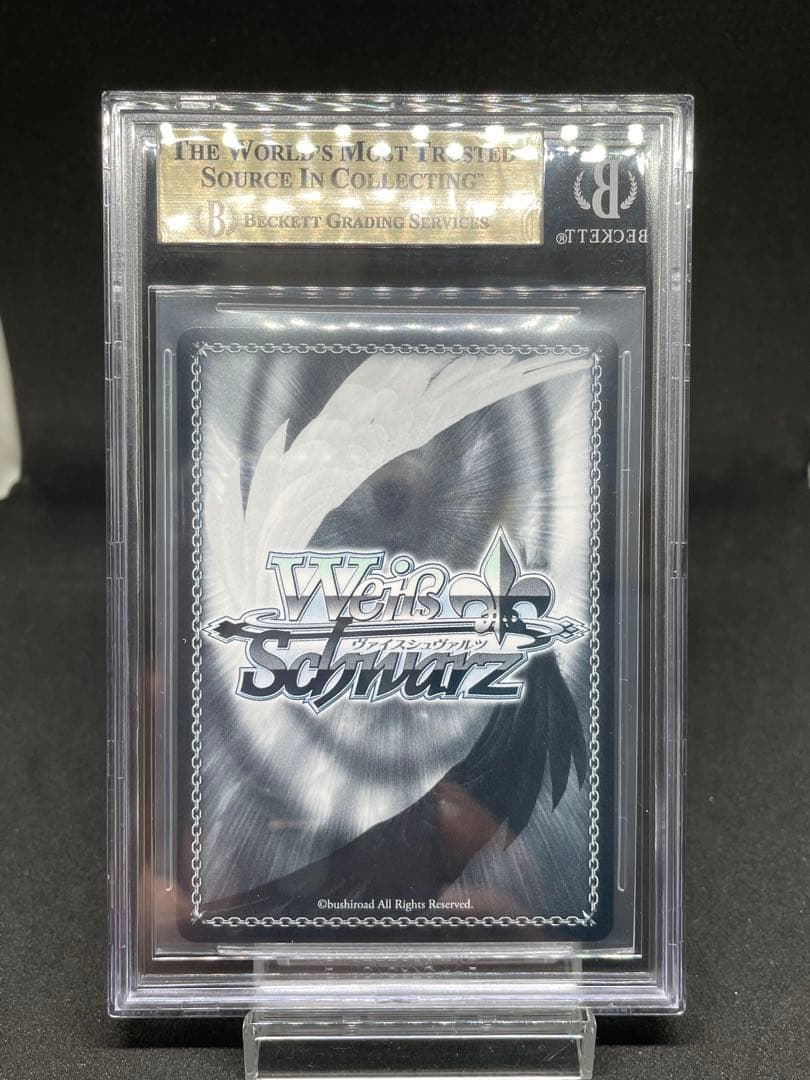 THE WORLD'S MOST TRUSTED
SOURCE IN COLLECTING™
B BECKETT GRADING SERVICES
B
BECKETT®
Weiß
ヴァイスシュヴァルツ
Schwarz
©bushiroad All Rights Reserved.